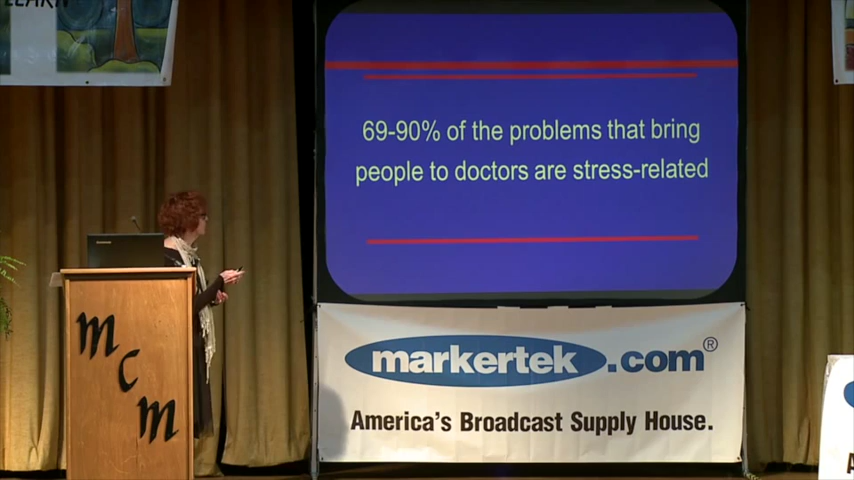 LEARN
69-90% of the problems that bring
people to doctors are stress-related
markertek.com®
America's Broadcast Supply House.
mcm
A